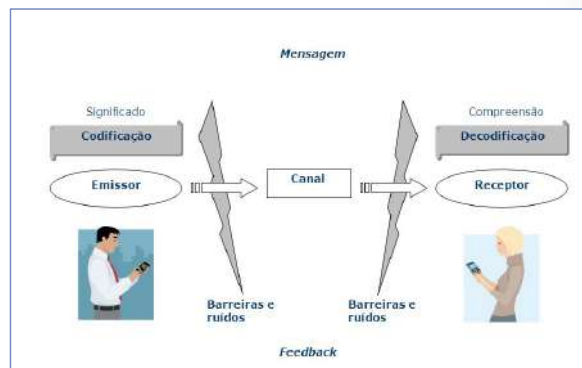 Mensagem
Significado
Codificação
Emissor
Canal
Compreensão
Decodificação
Receptor
Barreiras e
ruídos
Barreiras e
ruídos
Feedback